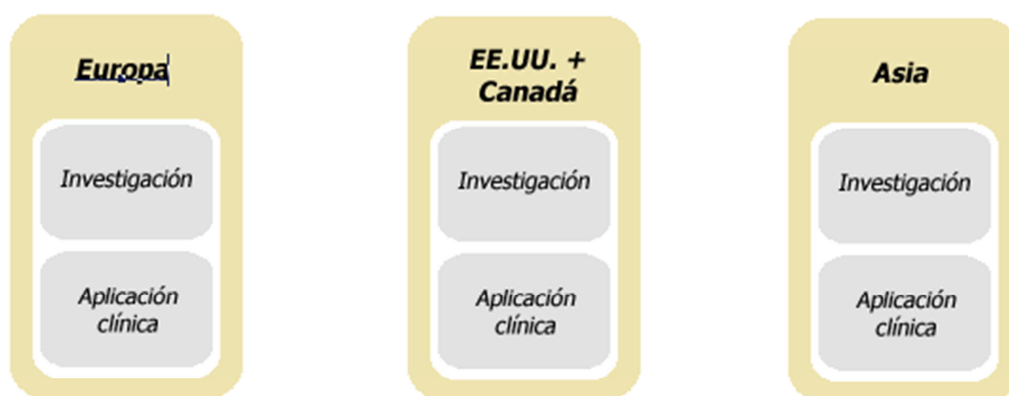 Europa
Investigación
Aplicación
clínica
EE.UU. +
Canadá
Investigación
Aplicación
clínica
Asia
Investigación
Aplicación
clínica